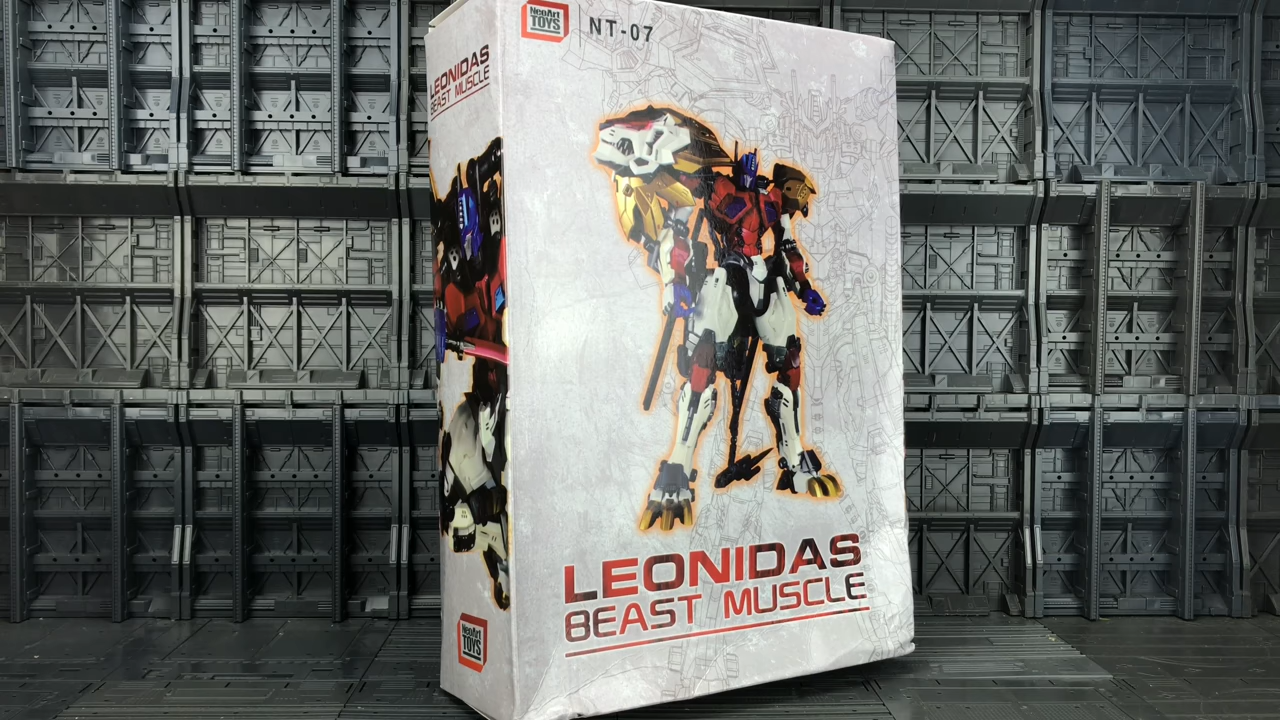 NeoArt
TOYS
NT-07
LEONIDAS
BEAST MUSCLE
LEONIDAS
BEAST MUSCLE
NeoArt
TOYS